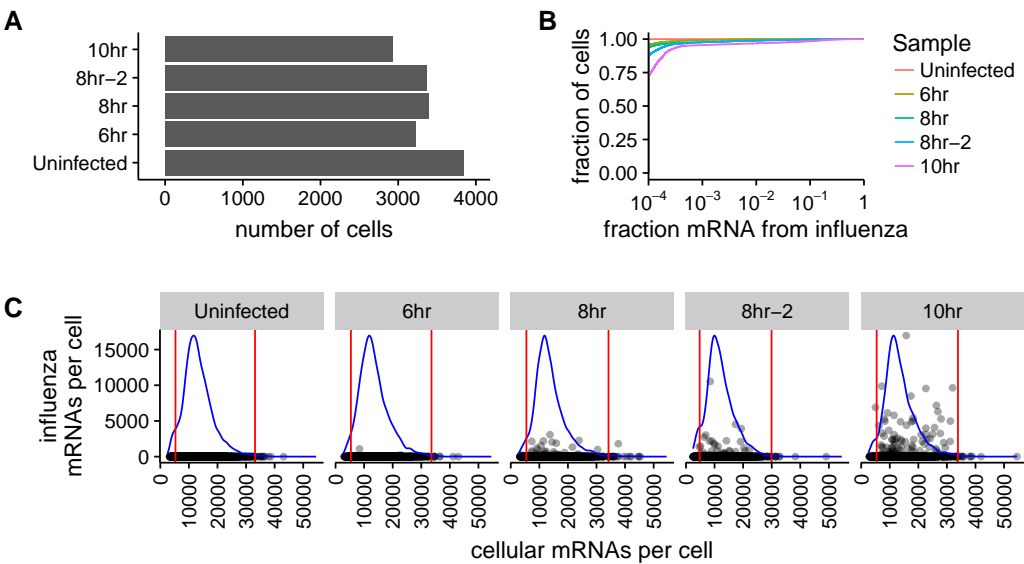 A
10hr
8hr−2
8hr
6hr
Uninfected
0 1000 2000 3000 4000
number of cells
B
fraction of cells
1.00
0.75
0.50
0.25
0.00
10−4 10−3 10−2 10−1 1
fraction mRNA from influenza
Sample
Uninfected
6hr
8hr
8hr−2
10hr
C
Uninfected 6hr 8hr 8hr−2 10hr
influenza
mRNAs per cell
15000
10000
5000
0
0 10000 20000 30000 40000 50000 0 10000 20000 30000 40000 50000 0 10000 20000 30000 40000 50000 0 10000 20000 30000 40000 50000 0 10000 20000 30000 40000 50000
cellular mRNAs per cell